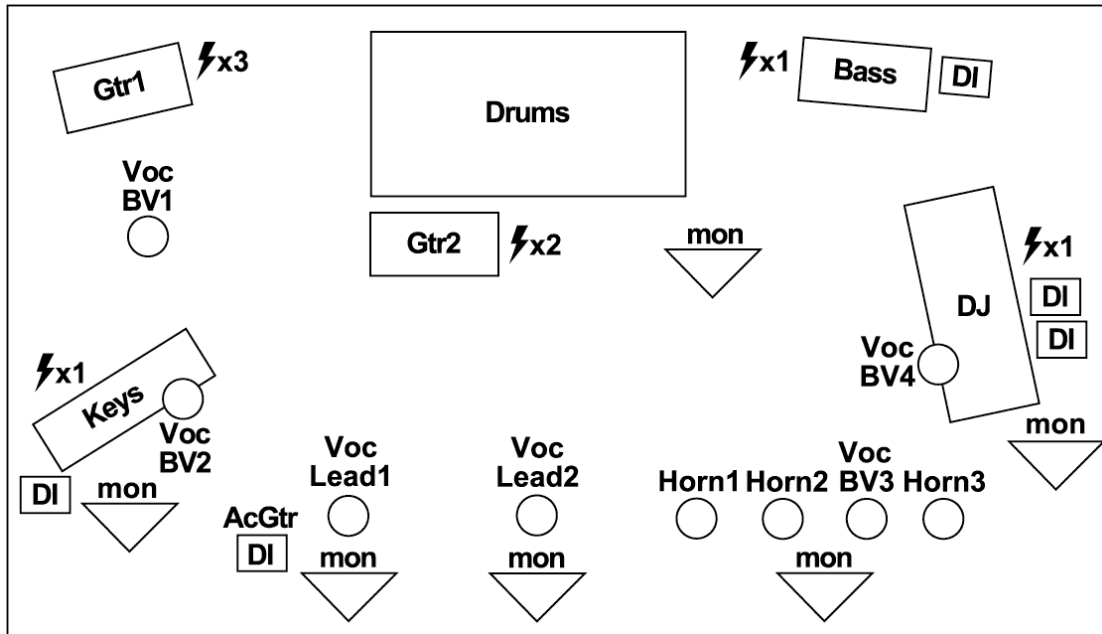 Gtr1
x3
Drums
x1
Bass
DI
Voc
BV1
Gtr2
x2
mon
DJ
x1
DI
DI
Voc
BV4
mon
x1
Keys
Voc
BV2
DI
mon
AcGtr
DI
Voc
Lead1
mon
Voc
Lead2
mon
Horn1
Horn2
Voc
BV3
Horn3
mon